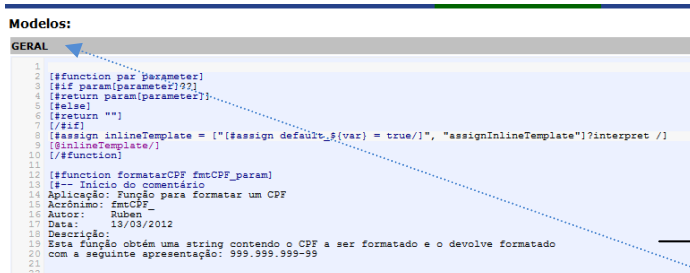 Modelos:
GERAL
1
2 [#function par parameter]
3 [#if param[parameter]??]
4 [#return param[parameter]]
5 [#else]
6 [#return ""]
7 [/#if]
8 [#assign inlineTemplate = ["[#assign default_${var} = true/]", "assignInlineTemplate"]?interpret /]
9 [@inlineTemplate/]
10 [/#function]
11
12 [#function formatarCPF fmtCPF_param]
13 [#-- Início do comentário
14 Aplicação: Função para formatar um CPF
15 Acrônimo: fmtCPF_
16 Autor: Ruben
17 Data: 13/03/2012
18 Descrição:
19 Esta função obtém uma string contendo o CPF a ser formatado e o devolve formatado
20 com a seguinte apresentação: 999.999.999-99
21